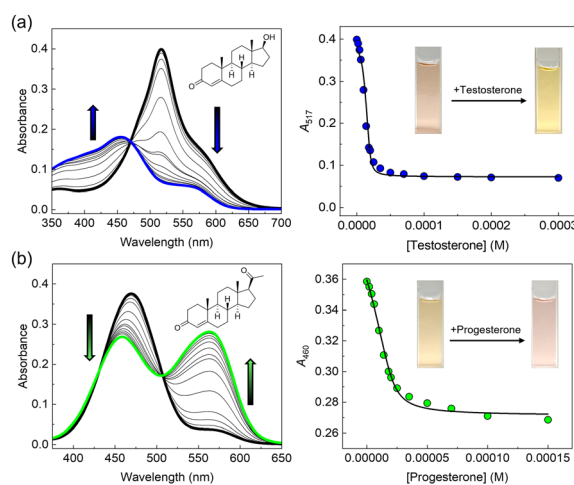 (a)
OH
H
H
H
O
0.4
0.3
0.2
0.1
0.0
Absorbance
350 400 450 500 550 600 650 700
Wavelength (nm)
0.4
0.3
0.2
0.1
0.0
A517
+Testosterone
0.0000 0.0001 0.0002 0.0003
[Testosterone] (M)
(b)
O
H
H
H
O
0.4
0.3
0.2
0.1
0.0
Absorbance
400 450 500 550 600 650
Wavelength (nm)
0.36
0.34
0.32
0.30
0.28
0.26
A460
+Progesterone
0.00000 0.00005 0.00010 0.00015
[Progesterone] (M)